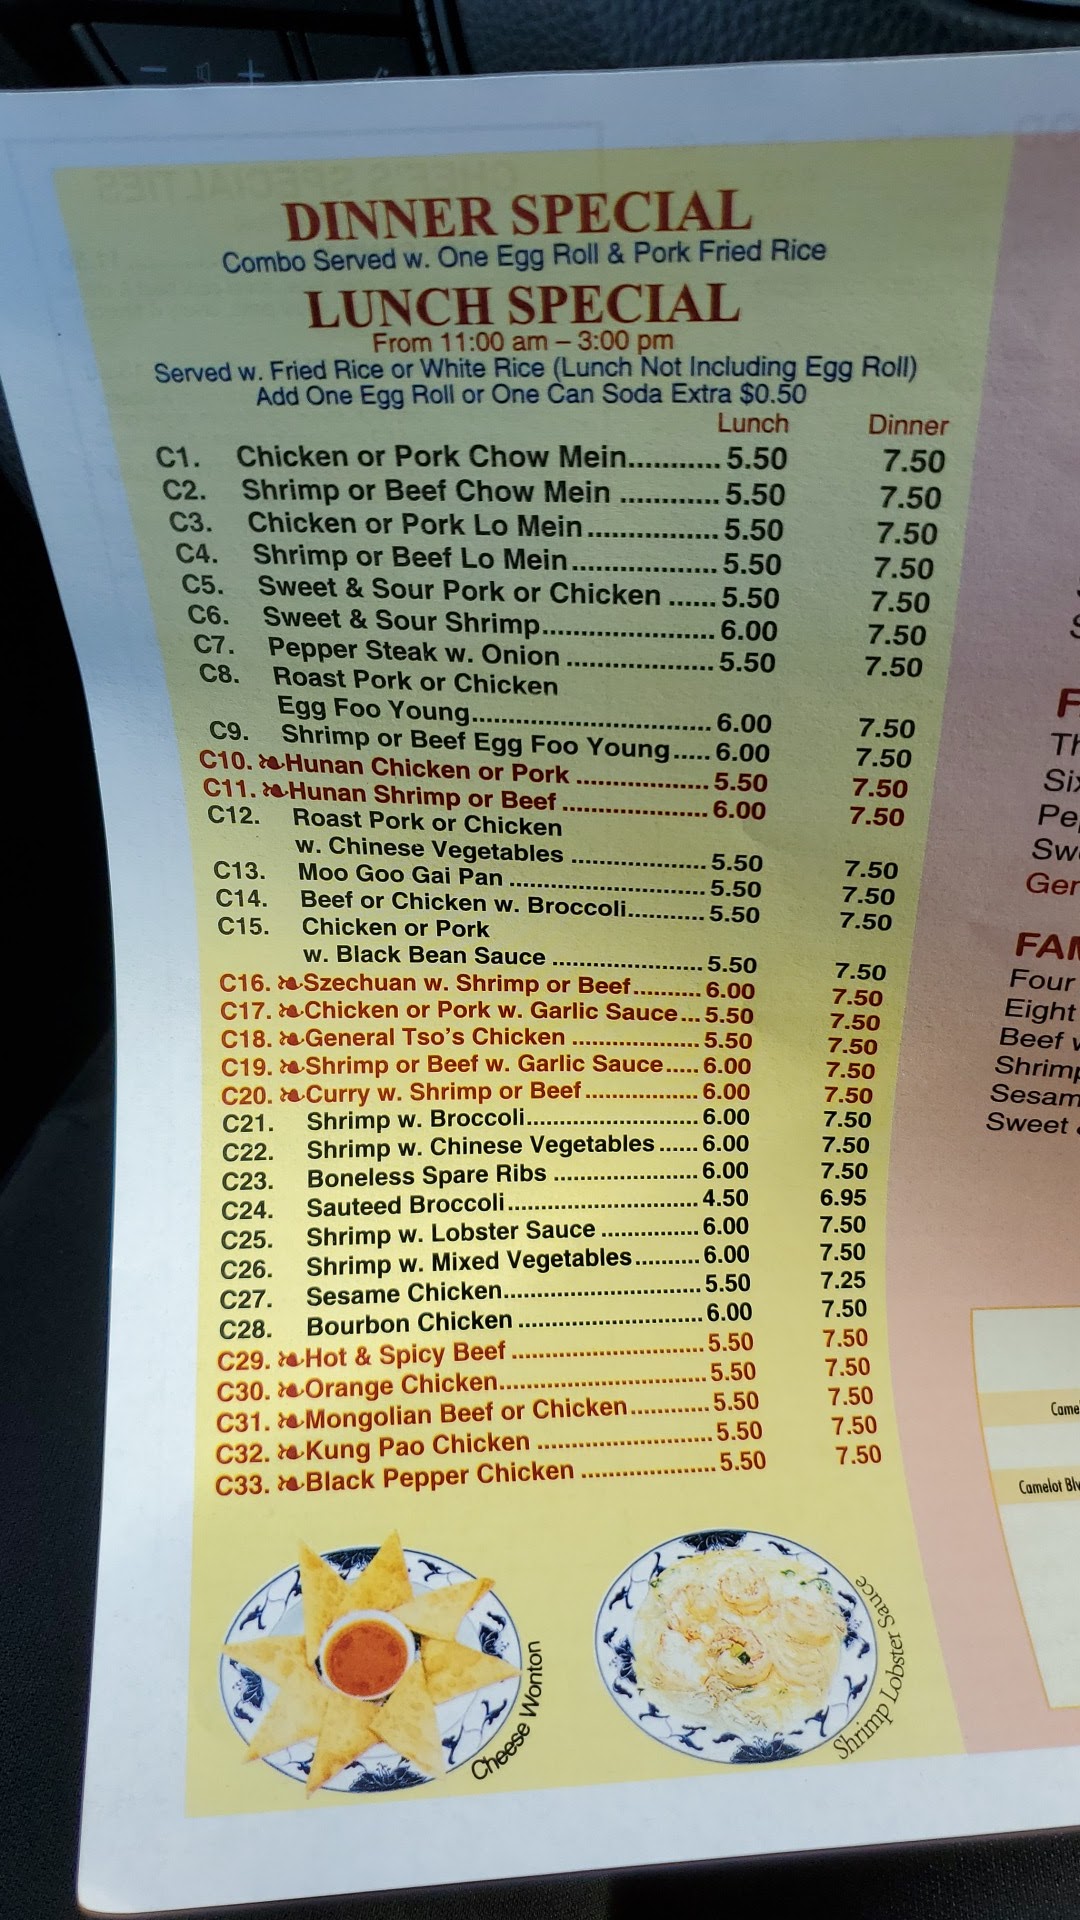 DINNER SPECIAL
Combo Served w. One Egg Roll & Pork Fried Rice
LUNCH SPECIAL
From 11:00 am – 3:00 pm
Served w. Fried Rice or White Rice (Lunch Not Including Egg Roll)
Add One Egg Roll or One Can Soda Extra $0.50
Lunch Dinner
C1. Chicken or Pork Chow Mein........... 5.50 7.50
C2. Shrimp or Beef Chow Mein ............ 5.50 7.50
C3. Chicken or Pork Lo Mein................ 5.50 7.50
C4. Shrimp or Beef Lo Mein.................. 5.50 7.50
C5. Sweet & Sour Pork or Chicken ...... 5.50 7.50
C6. Sweet & Sour Shrimp...................... 6.00 7.50
C7. Pepper Steak w. Onion ................... 5.50 7.50
C8. Roast Pork or Chicken
Egg Foo Young.............................. 6.00 7.50
C9. Shrimp or Beef Egg Foo Young..... 6.00 7.50
C10. Hunan Chicken or Pork ................. 5.50 7.50
C11. Hunan Shrimp or Beef ................... 6.00 7.50
C12. Roast Pork or Chicken
w. Chinese Vegetables ................. 5.50 7.50
C13. Moo Goo Gai Pan ......................... 5.50 7.50
C14. Beef or Chicken w. Broccoli.......... 5.50 7.50
C15. Chicken or Pork
w. Black Bean Sauce .................... 5.50 7.50
C16. Szechuan w. Shrimp or Beef......... 6.00 7.50
C17. Chicken or Pork w. Garlic Sauce... 5.50 7.50
C18. General Tso's Chicken ................. 5.50 7.50
C19. Shrimp or Beef w. Garlic Sauce..... 6.00 7.50
C20. Curry w. Shrimp or Beef................ 6.00 7.50
C21. Shrimp w. Broccoli......................... 6.00 7.50
C22. Shrimp w. Chinese Vegetables ...... 6.00 7.50
C23. Boneless Spare Ribs ..................... 6.00 7.50
C24. Sauteed Broccoli............................ 4.50 6.95
C25. Shrimp w. Lobster Sauce .............. 6.00 7.50
C26. Shrimp w. Mixed Vegetables.......... 6.00 7.50
C27. Sesame Chicken............................. 5.50 7.25
C28. Bourbon Chicken ........................... 6.00 7.50
C29. Hot & Spicy Beef ............................ 5.50 7.50
C30. Orange Chicken.............................. 5.50 7.50
C31. Mongolian Beef or Chicken............ 5.50 7.50
C32. Kung Pao Chicken ......................... 5.50 7.50
C33. Black Pepper Chicken .................... 5.50 7.50
Cheese Wonton
Shrimp Lobster Sauce
Six
FAM
Four
Eight
Beef
Shrimp
Sesam
Sweet
Came
Camelot Blv